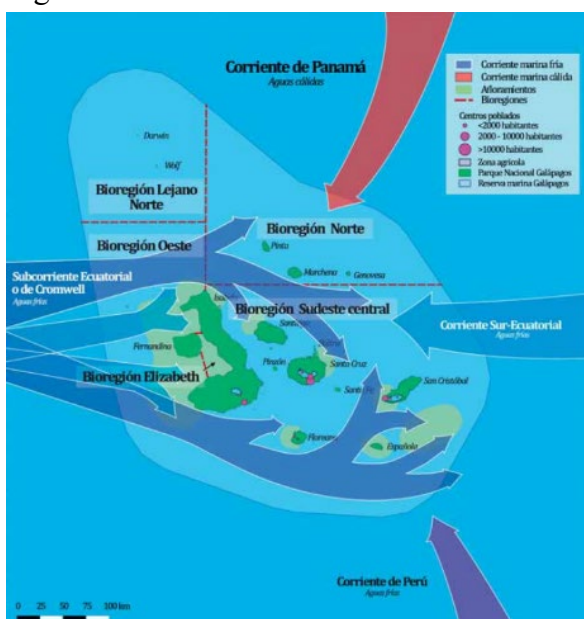 Corriente de Panamá
Aguas cálidas
Corriente marina fría
Corriente marina cálida
Afloramientos
Bioregiones
Centros poblados
<2000 habitantes
2000 - 10000 habitantes
>10000 habitantes
Zona agrícola
Parque Nacional Galápagos
Reserva marina Galápagos
Darwin
Wolf
Bioregión Lejano
Norte
Bioregión Norte
Bioregión Oeste
Pinta
Marchena
Genovesa
Subcorriente Ecuatorial
o de Cromwell
Aguas frías
Bioregión Sudeste central
Corriente Sur-Ecuatorial
Aguas frías
Fernandina
Pinzón
Santa Cruz
Bioregión Elizabeth
Santa Fe
San Cristóbal
Floreana
Española
Corriente de Perú
Aguas frías
0 25 50 75 100 km